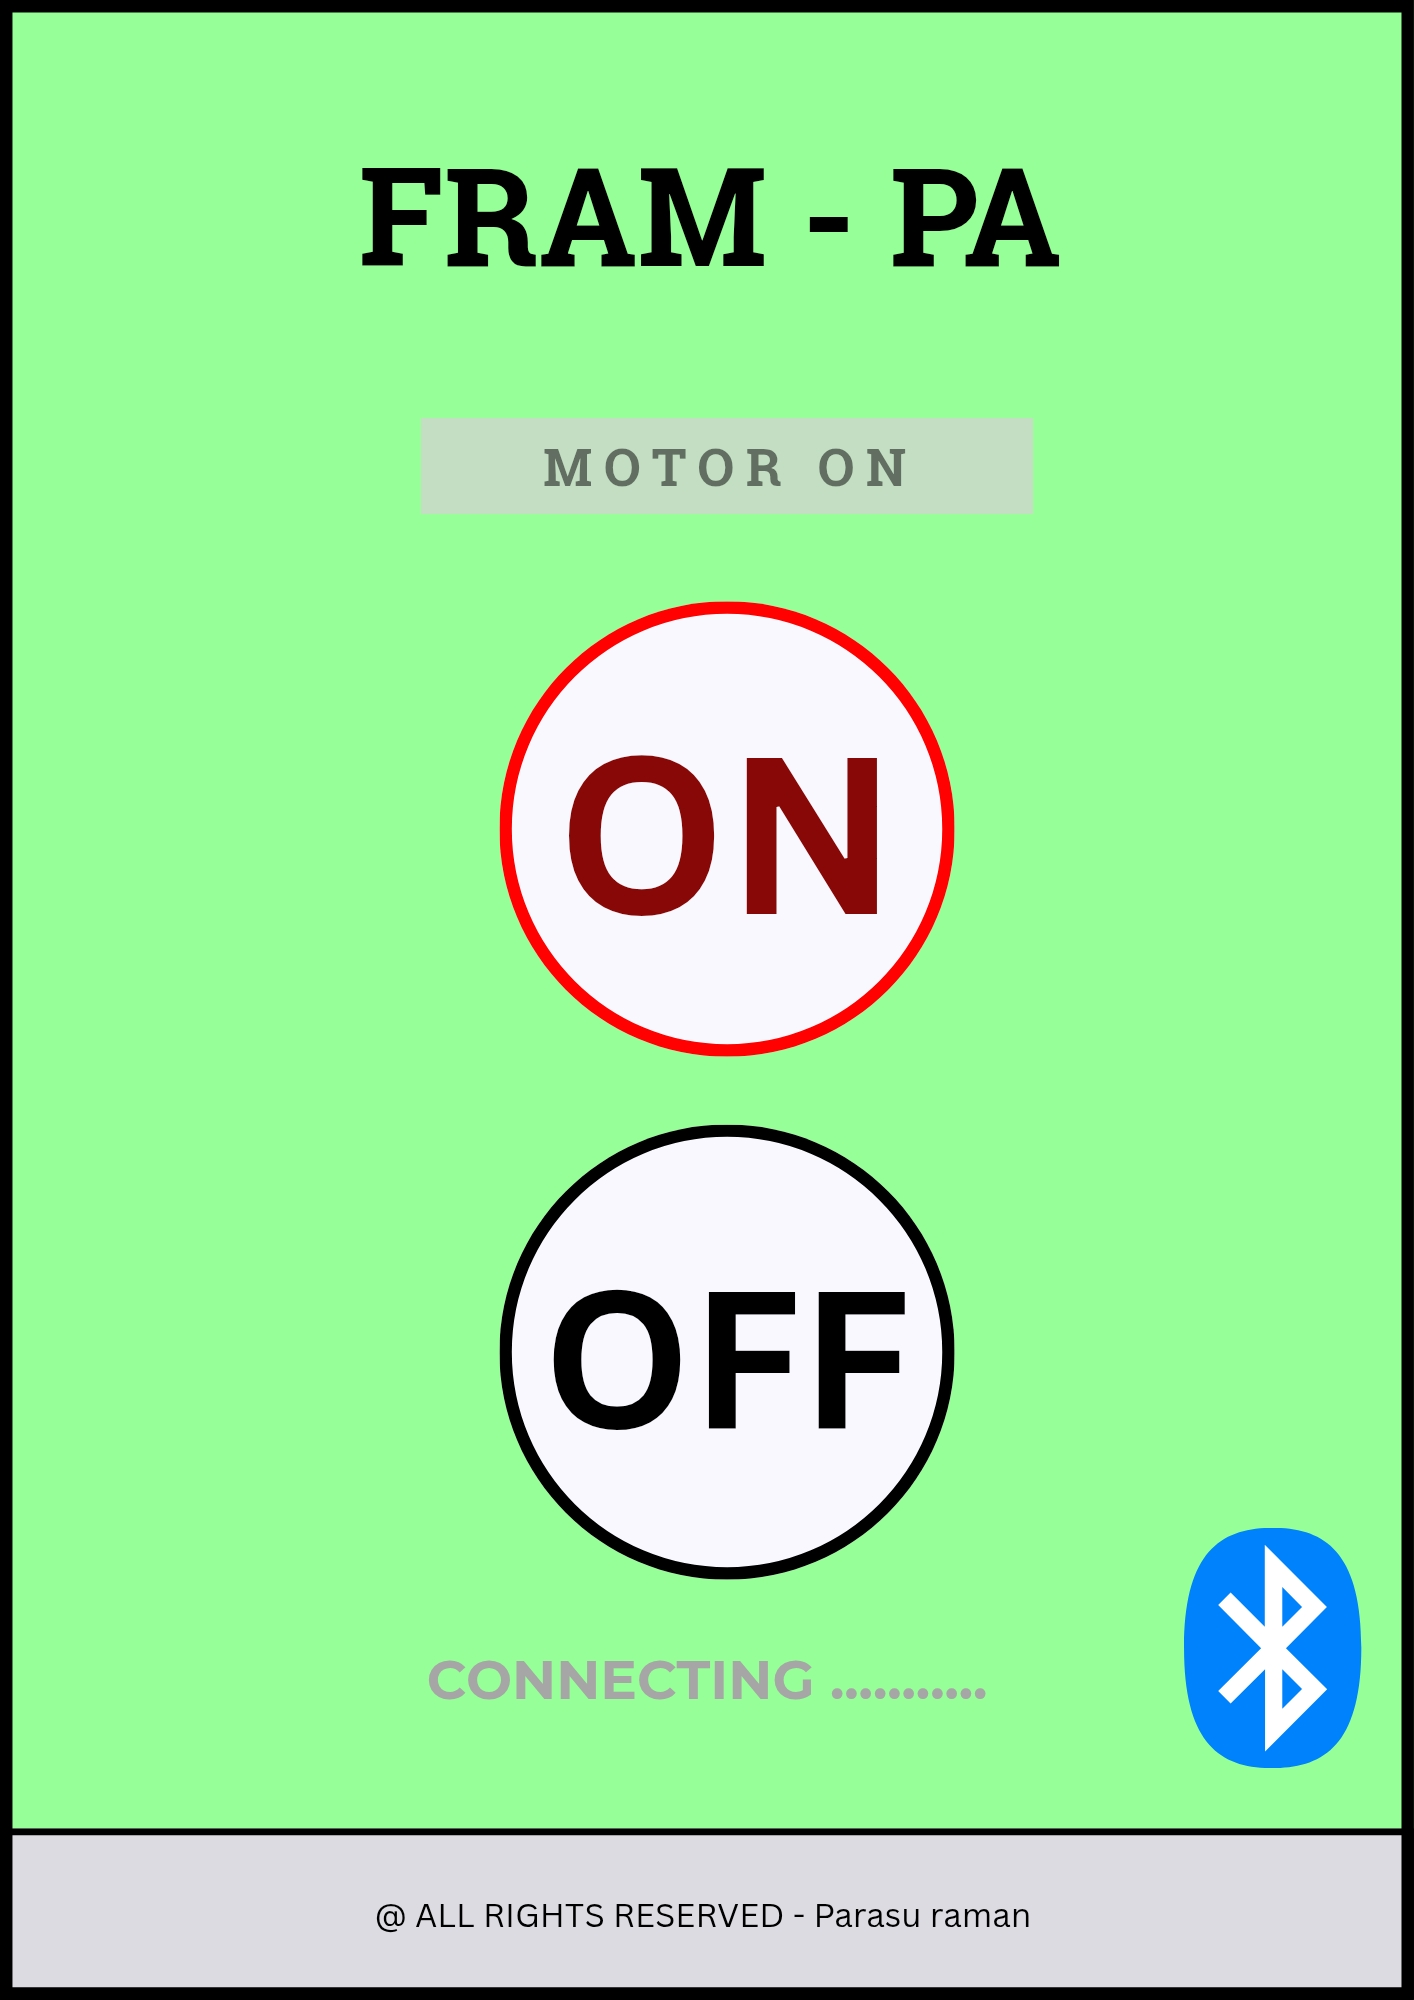 FRAM - PA
MOTOR ON
ON
OFF
CONNECTING ...........
@ ALL RIGHTS RESERVED - Parasu raman